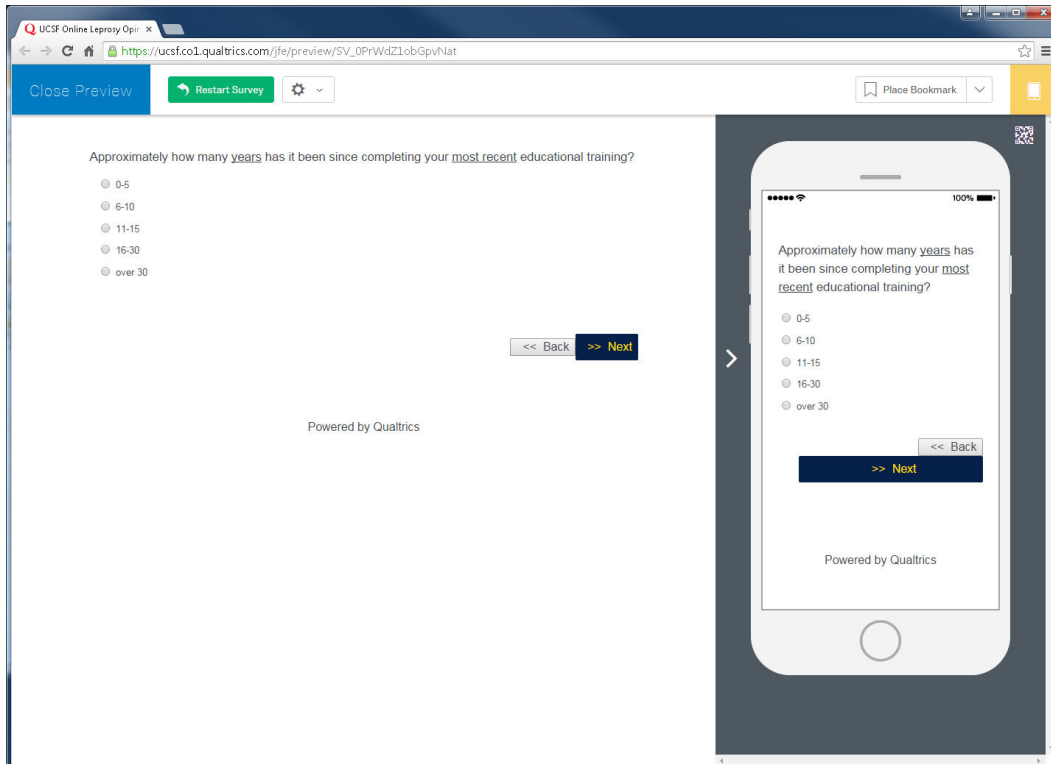 UCSF Online Leprosy Opir
https://ucsf.co1.qualtrics.com/jfe/preview/SV_0PrWdZ1obGpvNat
Close Preview
Restart Survey
Place Bookmark
Approximately how many years has it been since completing your most recent educational training?
0-5
6-10
11-15
16-30
over 30
<< Back
>> Next
Powered by Qualtrics
100%
Approximately how many years has
it been since completing your most
recent educational training?
0-5
6-10
11-15
16-30
over 30
<< Back
>> Next
Powered by Qualtrics